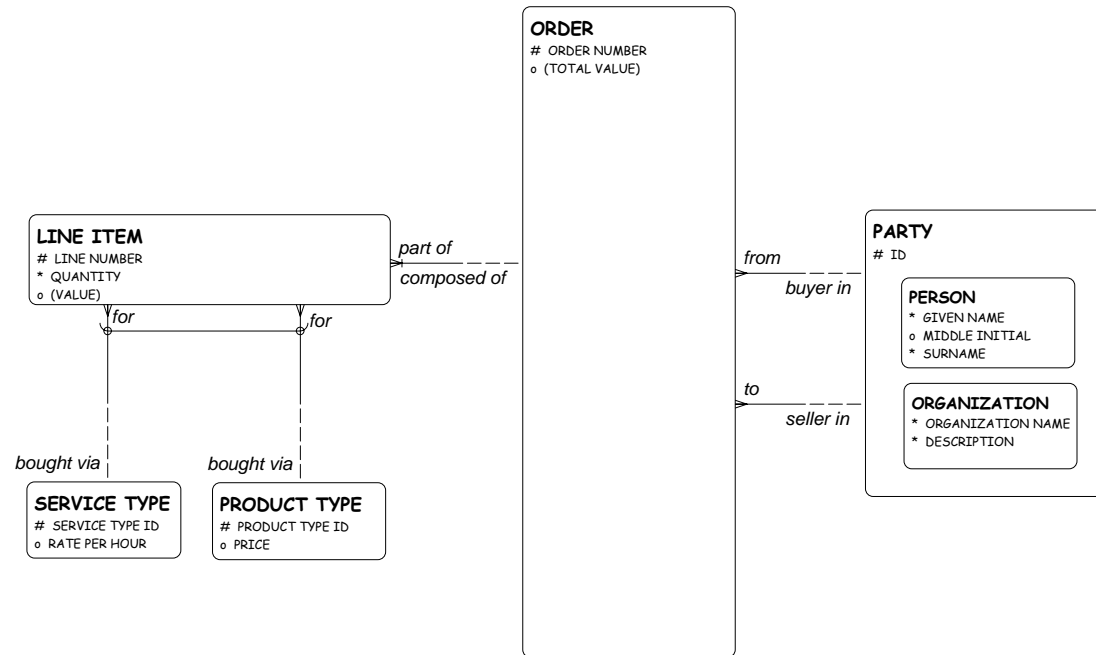 ORDER
# ORDER NUMBER
o (TOTAL VALUE)
LINE ITEM
# LINE NUMBER
* QUANTITY
o (VALUE)
part of
composed of
for
for
bought via
bought via
SERVICE TYPE
# SERVICE TYPE ID
o RATE PER HOUR
PRODUCT TYPE
# PRODUCT TYPE ID
o PRICE
from
buyer in
to
seller in
PARTY
# ID
PERSON
* GIVEN NAME
o MIDDLE INITIAL
* SURNAME
ORGANIZATION
* ORGANIZATION NAME
* DESCRIPTION